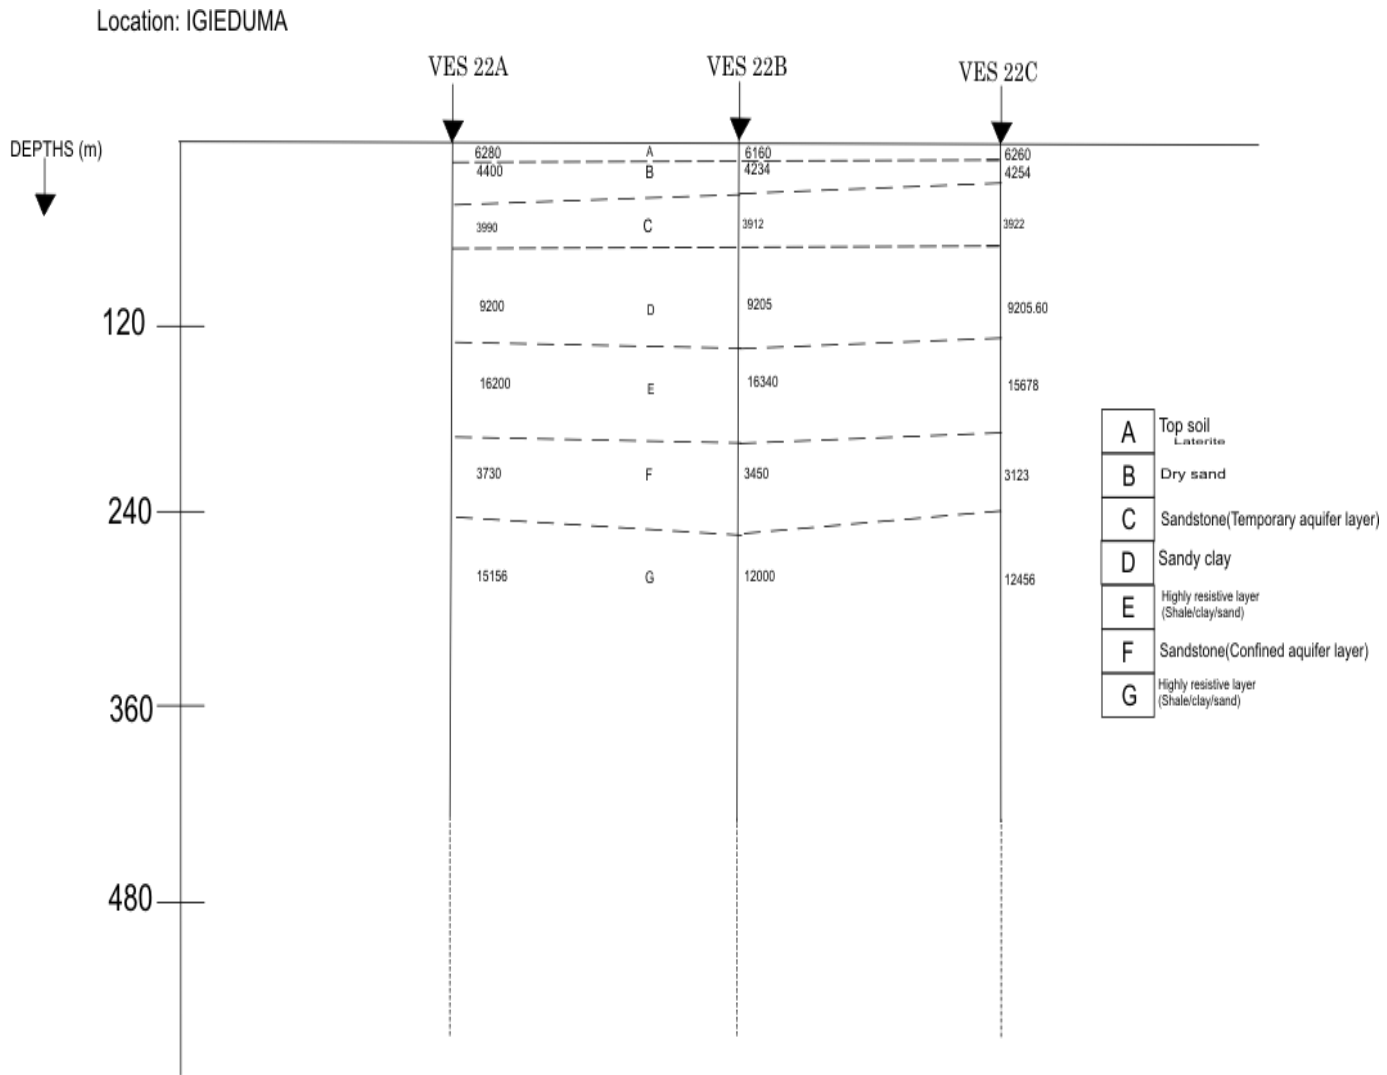 Location: IGIEDUMA
VES 22A VES 22B VES 22C
DEPTHS (m)
6280 A 6160 6260
4400 B 4234 4254
3990 C 3912 3922
9200 D 9205 9205.60
120
16200 E 16340 15678
3730 F 3450 3123
240
15156 G 12000 12456
360
480
A Top soil
Laterite
B Dry sand
C Sandstone(Temporary aquifer layer)
D Sandy clay
E Highly resistive layer
(Shale/clay/sand)
F Sandstone(Confined aquifer layer)
G Highly resistive layer
(Shale/clay/sand)